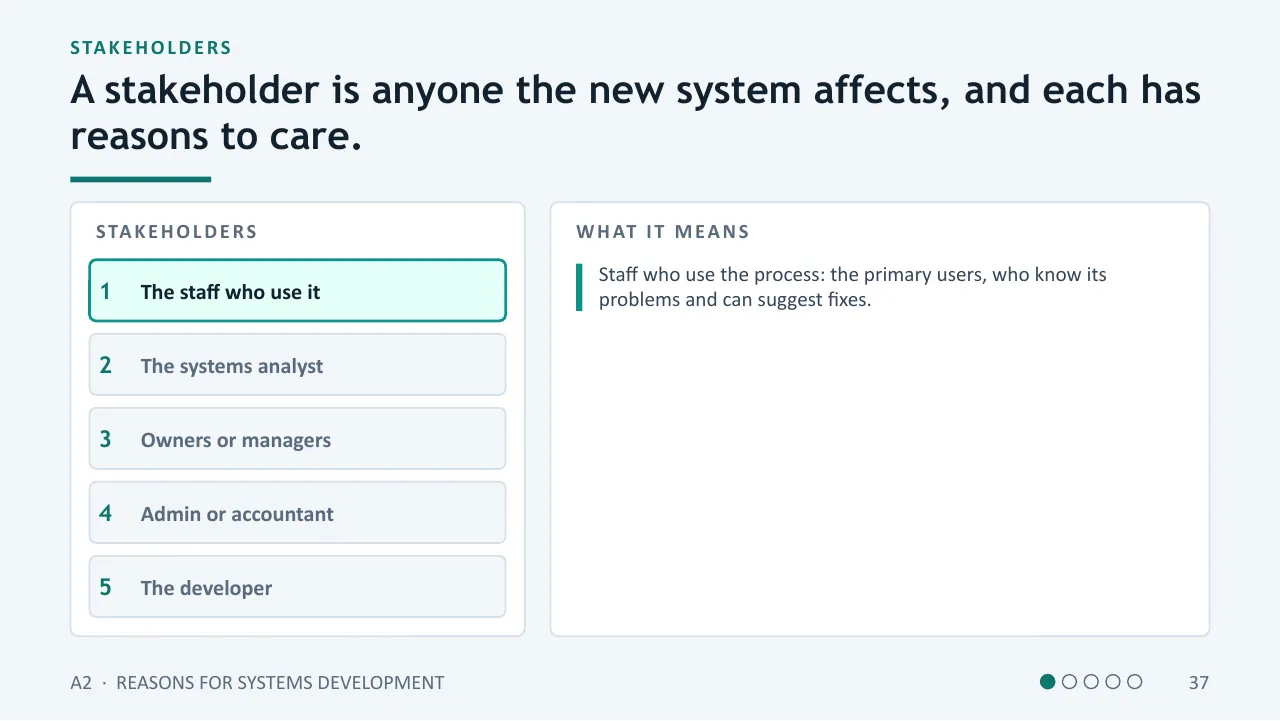 STAKEHOLDERS
A stakeholder is anyone the new system affects, and each has
reasons to care.
STAKEHOLDERS
1 The staff who use it
2 The systems analyst
3 Owners or managers
4 Admin or accountant
5 The developer
WHAT IT MEANS
Staff who use the process: the primary users, who know its
problems and can suggest fixes.
A2 · REASONS FOR SYSTEMS DEVELOPMENT
37